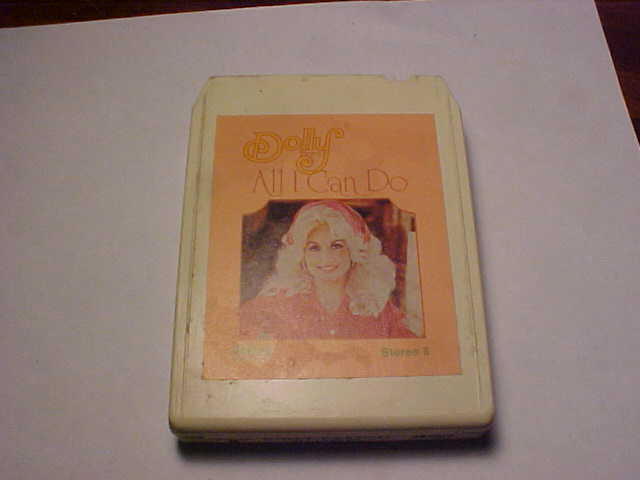 Dolly
All I Can Do
Stereo 8